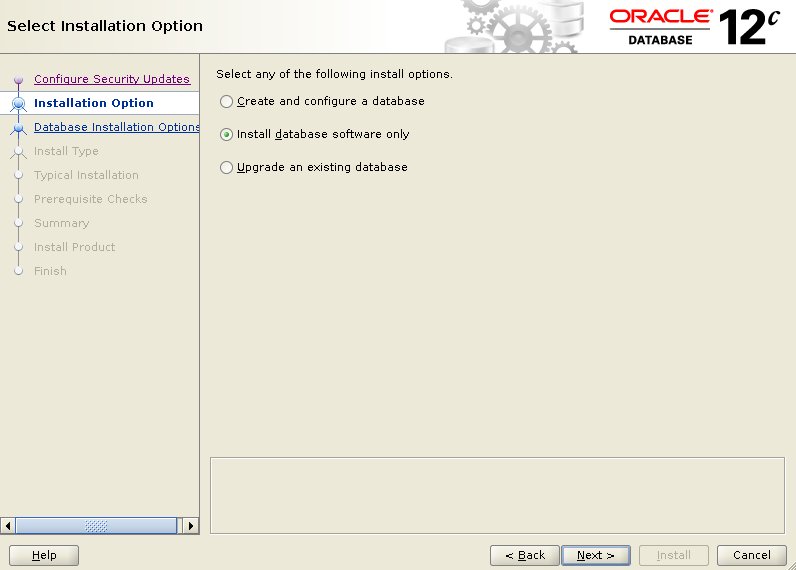 Select Installation Option
ORACLE®
DATABASE
12c
Configure Security Updates
Installation Option
Database Installation Options
Install Type
Typical Installation
Prerequisite Checks
Summary
Install Product
Finish
Select any of the following install options.
Create and configure a database
Install database software only
Upgrade an existing database
Help
< Back
Next >
Install
Cancel